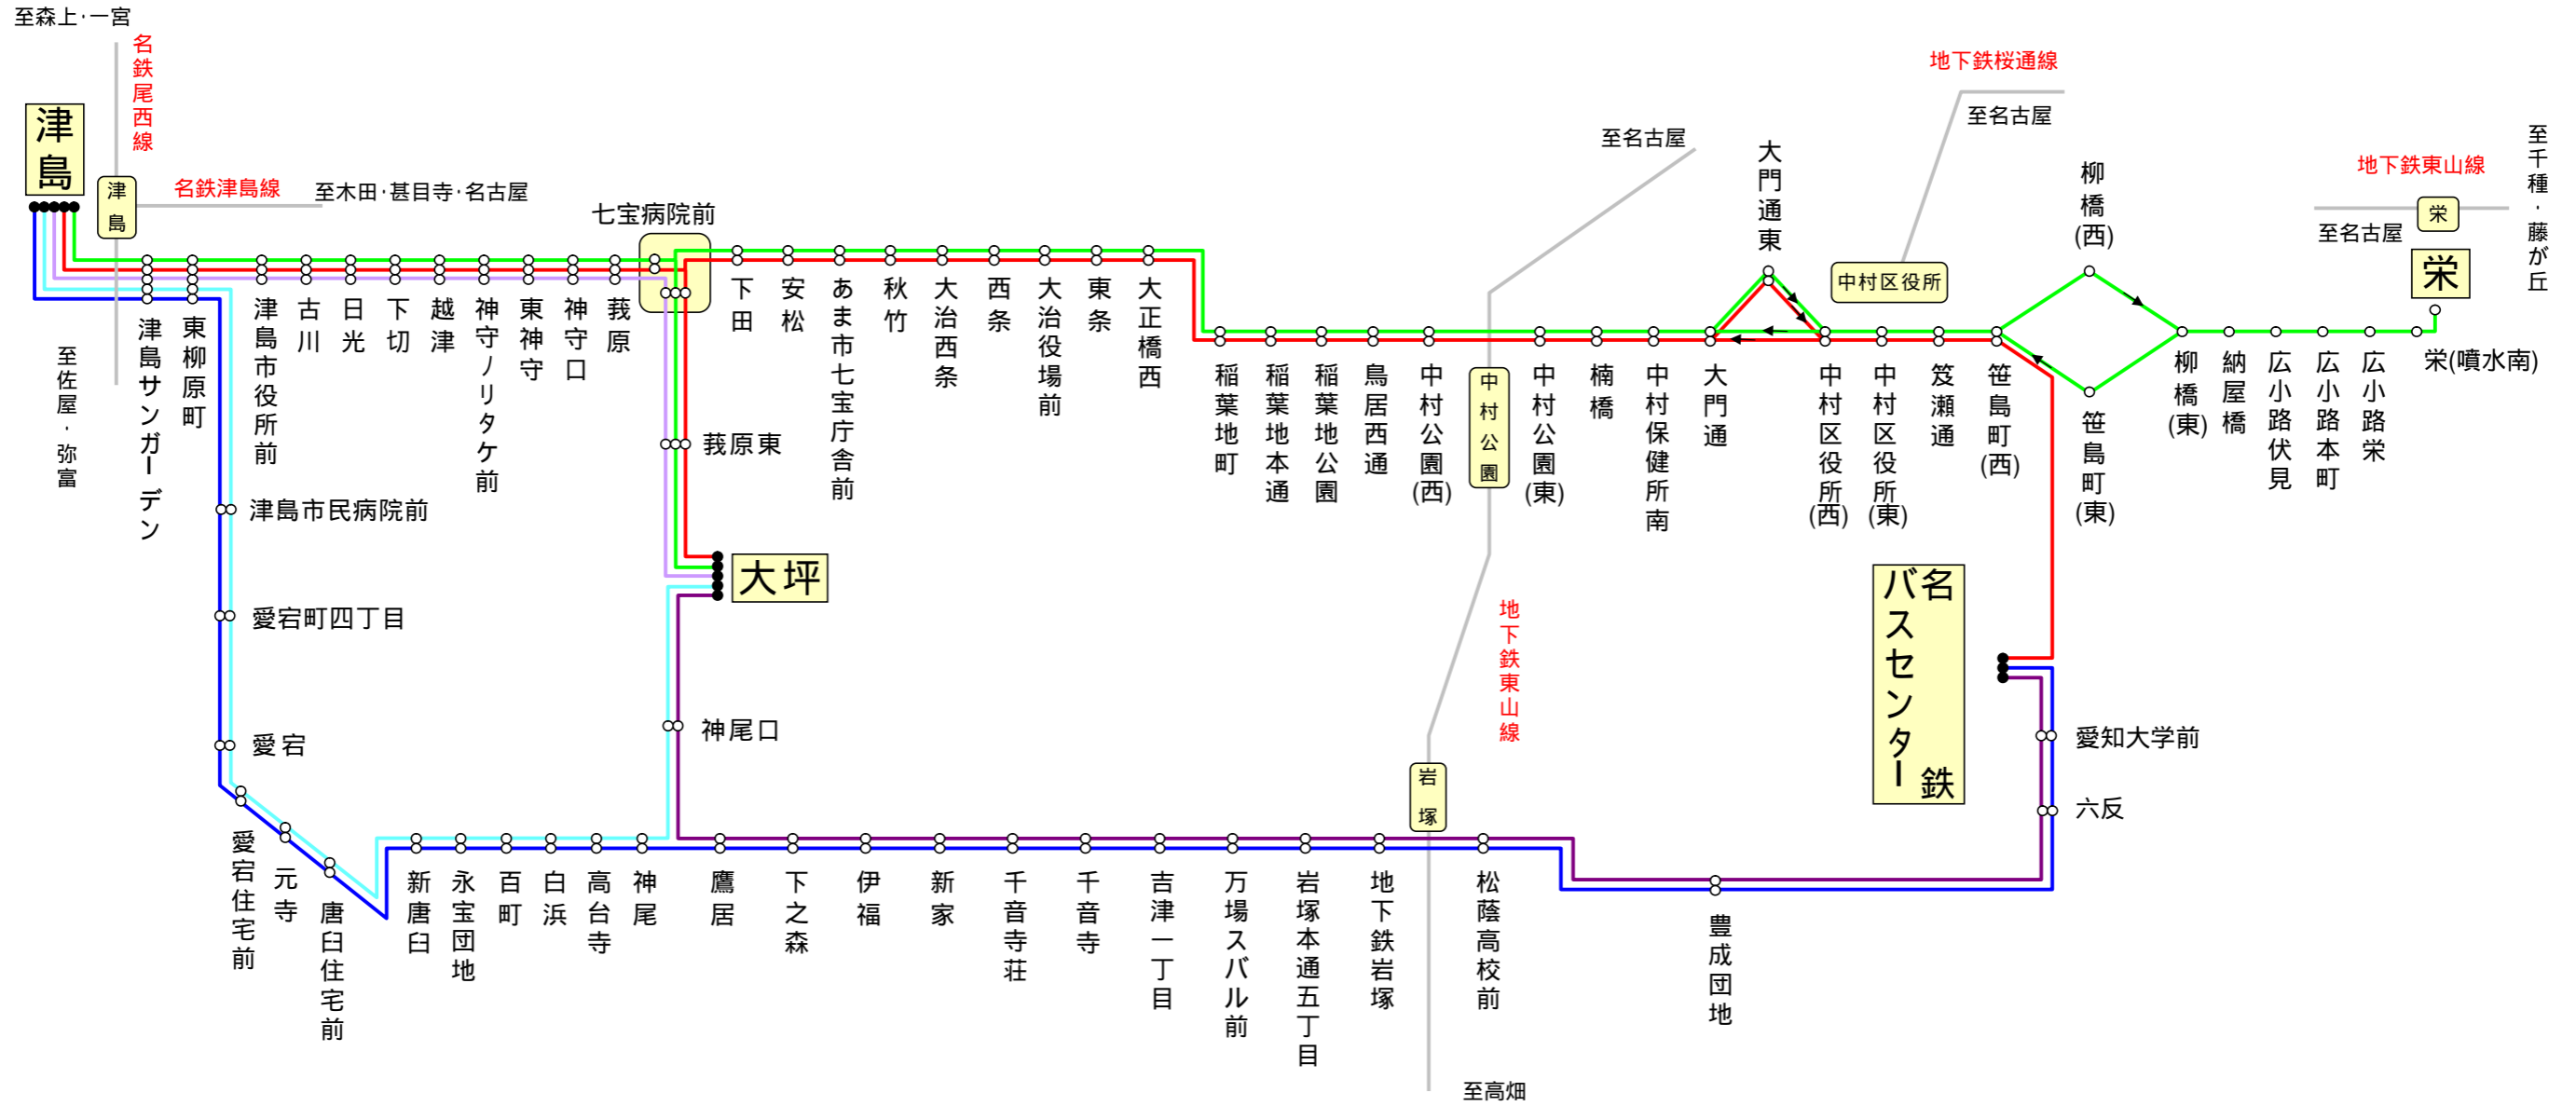 至森上・一宮
名鉄尾西線
津島
津島
名鉄津島線
至木田・甚目寺・名古屋
至佐屋・弥富
七宝病院前
地下鉄桜通線
至名古屋
至名古屋
地下鉄東山線
至名古屋
栄
至千種・藤が丘
栄
栄(噴水南)
津島サンガーデン
東柳原町
津島市役所前
古川
日光
下切
越津
神守ノリタケ前
東神守
神守口
莪原
下田
安松
あま市七宝庁舎前
秋竹
大治西条
西条
大治役場前
東条
大正橋西
稲葉地町
稲葉地本通
稲葉地公園
鳥居西通
中村公園(西)
中村公園
中村公園(東)
楠橋
中村保健所南
大門通
大門通東
中村区役所
中村区役所(西)
中村区役所(東)
笈瀬通
笹島町(西)
柳橋(西)
笹島町(東)
柳橋(東)
納屋橋
広小路伏見
広小路本町
広小路栄
莪原東
大坪
神尾口
津島市民病院前
愛宕町四丁目
愛宕
愛宕住宅前
元寺
唐臼住宅前
新唐臼
永宝団地
百町
白浜
高台寺
神尾
鷹居
下之森
伊福
新家
千音寺荘
千音寺
吉津一丁目
万場スバル前
岩塚本通五丁目
地下鉄岩塚
岩塚
松蔭高校前
豊成団地
地下鉄東山線
至高畑
名鉄
バスセンター
愛知大学前
六反